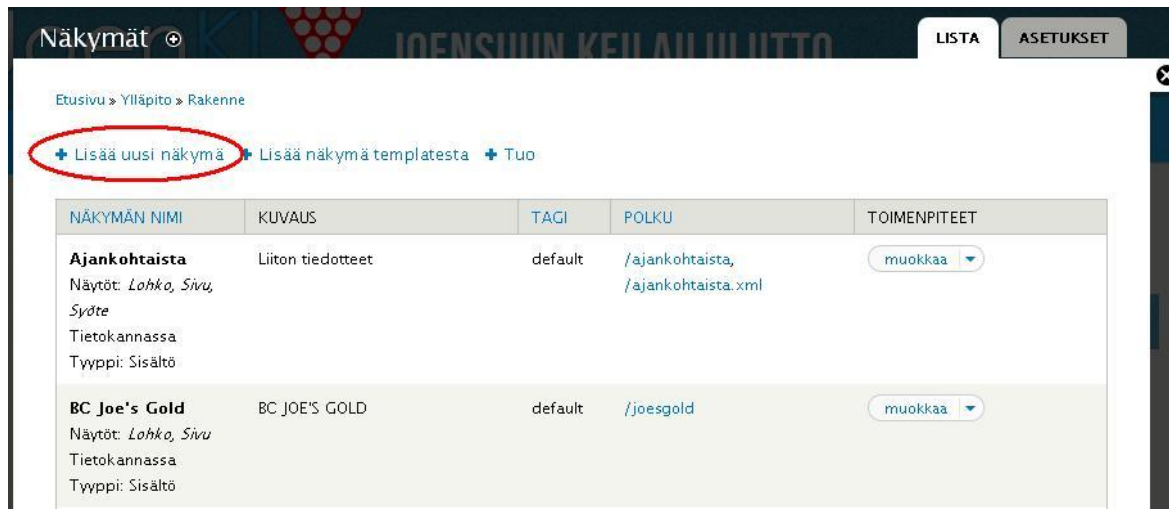 Näkymät
JOENSUUN KEILAILULIITTO
LISTA
ASETUKSET
Etusivu » Ylläpito » Rakenne
+ Lisää uusi näkymä + Lisää näkymä templatesta + Tuo
NÄKYMÄN NIMI KUVAUS TAGI POLKU TOIMENPITEET
Ajankohtaista Liiton tiedotteet default /ajankohtaista, muokkaa
Näytöt: Lohko, Sivu, /ajankohtaista.xml
Syöte
Tietokannassa
Tyyppi: Sisältö
BC Joe's Gold BC JOE'S GOLD default /joesgold muokkaa
Näytöt: Lohko, Sivu
Tietokannassa
Tyyppi: Sisältö